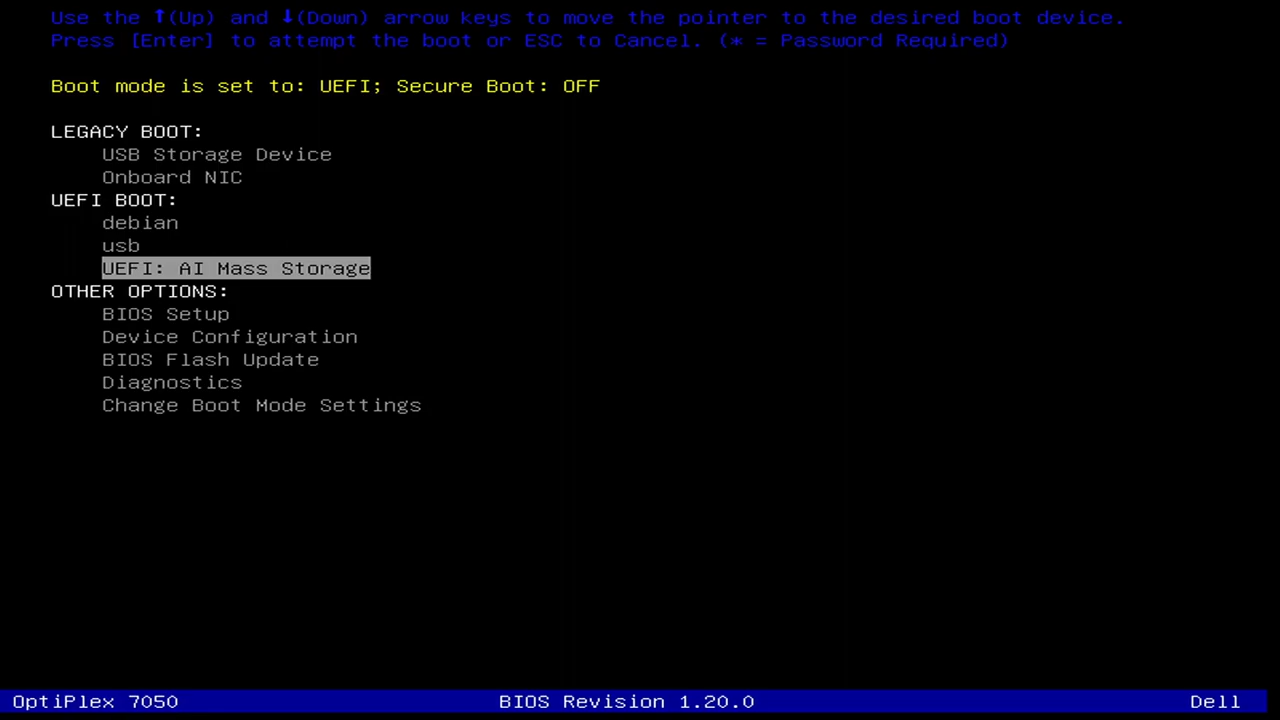 Use the ↑(Up) and ↓(Down) arrow keys to move the pointer to the desired boot device.
Press [Enter] to attempt the boot or ESC to Cancel. (* = Password Required)
Boot mode is set to: UEFI; Secure Boot: OFF
LEGACY BOOT:
USB Storage Device
Onboard NIC
UEFI BOOT:
debian
usb
UEFI: AI Mass Storage
OTHER OPTIONS:
BIOS Setup
Device Configuration
BIOS Flash Update
Diagnostics
Change Boot Mode Settings
OptiPlex 7050 BIOS Revision 1.20.0 Dell